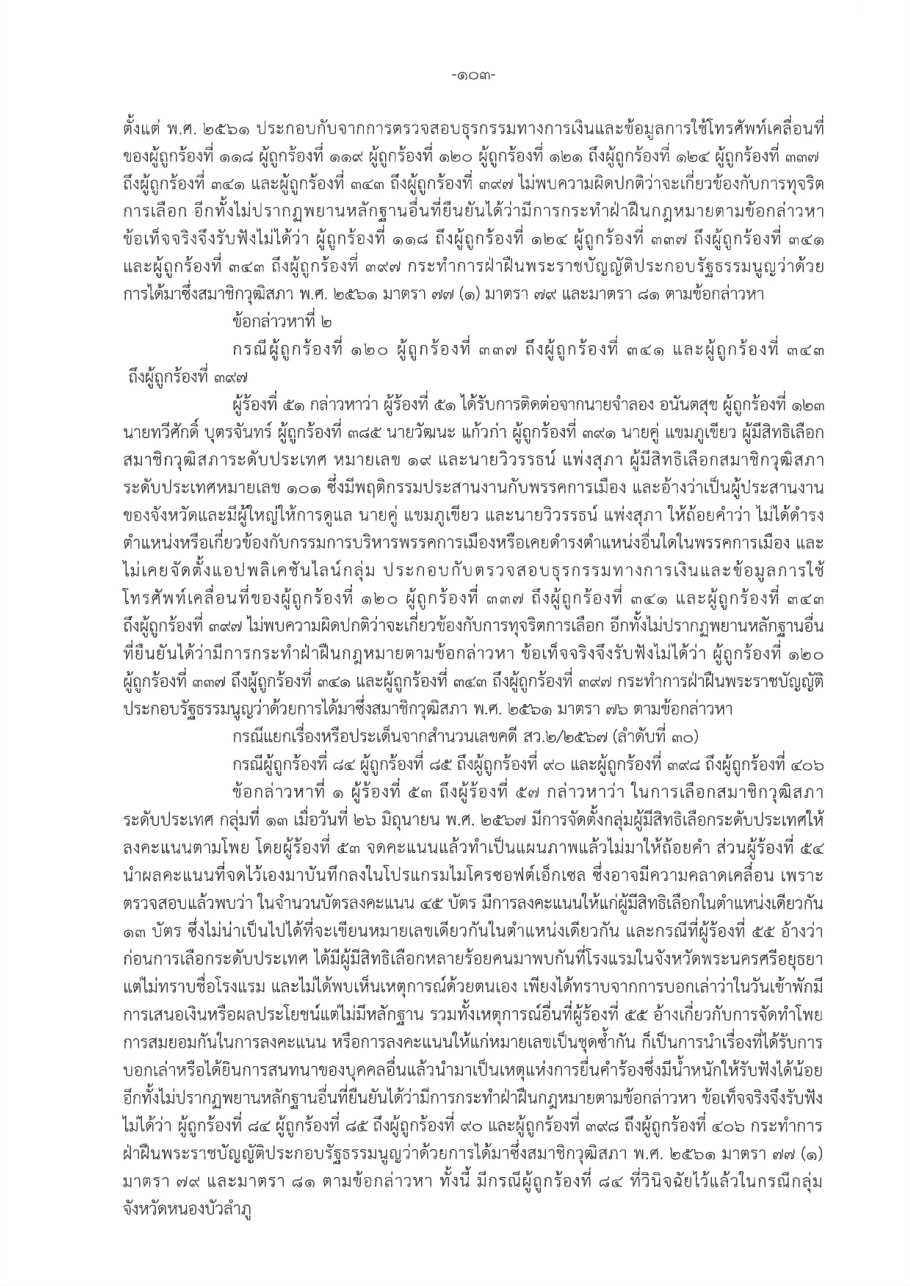 -๑๐๓-
ตั้งแต่ พ.ศ. ๒๕๖๑ ประกอบกับจากการตรวจสอบธุรกรรมทางการเงินและข้อมูลการใช้โทรศัพท์เคลื่อนที่
ของผู้ถูกร้องที่ ๑๑๘ ผู้ถูกร้องที่ ๑๑๙ ผู้ถูกร้องที่ ๑๒๐ ผู้ถูกร้องที่ ๑๒๑ ถึงผู้ถูกร้องที่ ๑๒๔ ผู้ถูกร้องที่ ๓๓๗
ถึงผู้ถูกร้องที่ ๓๔๑ และผู้ถูกร้องที่ ๓๔๓ ถึงผู้ถูกร้องที่ ๓๙๗ ไม่พบความผิดปกติว่าจะเกี่ยวข้องกับการทุจริต
การเลือก อีกทั้งไม่ปรากฏพยานหลักฐานอื่นที่ยืนยันได้ว่ามีการกระทำฝ่าฝืนกฎหมายตามข้อกล่าวหา
ข้อเท็จจริงจึงรับฟังไม่ได้ว่า ผู้ถูกร้องที่ ๑๑๘ ถึงผู้ถูกร้องที่ ๑๒๔ ผู้ถูกร้องที่ ๓๓๗ ถึงผู้ถูกร้องที่ ๓๔๑
และผู้ถูกร้องที่ ๓๔๓ ถึงผู้ถูกร้องที่ ๓๙๗ กระทำการฝ่าฝืนพระราชบัญญัติประกอบรัฐธรรมนูญว่าด้วย
การได้มาซึ่งสมาชิกวุฒิสภา พ.ศ. ๒๕๖๑ มาตรา ๗๗ (๑) มาตรา ๗๙ และมาตรา ๘๑ ตามข้อกล่าวหา
ข้อกล่าวหาที่ ๒
กรณีผู้ถูกร้องที่ ๑๒๐ ผู้ถูกร้องที่ ๓๓๗ ถึงผู้ถูกร้องที่ ๓๔๑ และผู้ถูกร้องที่ ๓๔๓
ถึงผู้ถูกร้องที่ ๓๙๗
ผู้ร้องที่ ๕๑ กล่าวหาว่า ผู้ร้องที่ ๕๑ ได้รับการติดต่อจากนายจำลอง อนันตสุข ผู้ถูกร้องที่ ๑๒๓
นายทวีศักดิ์ บุตรจันทร์ ผู้ถูกร้องที่ ๓๘๕ นายวัฒนะ แก้วก่า ผู้ถูกร้องที่ ๓๙๑ นายคู่ แขมภูเขียว ผู้มีสิทธิเลือก
สมาชิกวุฒิสภาระดับประเทศ หมายเลข ๑๙ และนายวิวรรธน์ แพ่งสุภา ผู้มีสิทธิเลือกสมาชิกวุฒิสภา
ระดับประเทศหมายเลข ๑๐๑ ซึ่งมีพฤติกรรมประสานงานกับพรรคการเมือง และอ้างว่าเป็นผู้ประสานงาน
ของจังหวัดและมีผู้ใหญ่ให้การดูแล นายคู่ แขมภูเขียว และนายวิวรรธน์ แพ่งสุภา ให้ถ้อยคำว่า ไม่ได้ดำรง
ตำแหน่งหรือเกี่ยวข้องกับกรรมการบริหารพรรคการเมืองหรือเคยดำรงตำแหน่งอื่นใดในพรรคการเมือง และ
ไม่เคยจัดตั้งแอปพลิเคชันไลน์กลุ่ม ประกอบกับตรวจสอบธุรกรรมทางการเงินและข้อมูลการใช้
โทรศัพท์เคลื่อนที่ของผู้ถูกร้องที่ ๑๒๐ ผู้ถูกร้องที่ ๓๓๗ ถึงผู้ถูกร้องที่ ๓๔๑ และผู้ถูกร้องที่ ๓๔๓
ถึงผู้ถูกร้องที่ ๓๙๗ ไม่พบความผิดปกติว่าจะเกี่ยวข้องกับการทุจริตการเลือก อีกทั้งไม่ปรากฏพยานหลักฐานอื่น
ที่ยืนยันได้ว่ามีการกระทำฝ่าฝืนกฎหมายตามข้อกล่าวหา ข้อเท็จจริงจึงรับฟังไม่ได้ว่า ผู้ถูกร้องที่ ๑๒๐
ผู้ถูกร้องที่ ๓๓๗ ถึงผู้ถูกร้องที่ ๓๔๑ และผู้ถูกร้องที่ ๓๔๓ ถึงผู้ถูกร้องที่ ๓๙๗ กระทำการฝ่าฝืนพระราชบัญญัติ
ประกอบรัฐธรรมนูญว่าด้วยการได้มาซึ่งสมาชิกวุฒิสภา พ.ศ. ๒๕๖๑ มาตรา ๗๖ ตามข้อกล่าวหา
กรณีแยกเรื่องหรือประเด็นจากสำนวนเลขคดี สว.๒/๒๕๖๗ (ลำดับที่ ๓๐)
กรณีผู้ถูกร้องที่ ๘๔ ผู้ถูกร้องที่ ๘๕ ถึงผู้ถูกร้องที่ ๙๐ และผู้ถูกร้องที่ ๓๙๘ ถึงผู้ถูกร้องที่ ๔๐๖
ข้อกล่าวหาที่ ๑ ผู้ร้องที่ ๕๓ ถึงผู้ร้องที่ ๕๗ กล่าวหาว่า ในการเลือกสมาชิกวุฒิสภา
ระดับประเทศ กลุ่มที่ ๑๓ เมื่อวันที่ ๒๖ มิถุนายน พ.ศ. ๒๕๖๗ มีการจัดตั้งกลุ่มผู้มีสิทธิเลือกระดับประเทศให้
ลงคะแนนตามโพย โดยผู้ร้องที่ ๕๓ จดคะแนนแล้วทำเป็นแผนภาพแล้วไม่มาให้ถ้อยคำ ส่วนผู้ร้องที่ ๕๔
นำผลคะแนนที่จดไว้เองมาบันทึกลงในโปรแกรมไมโครซอฟต์เอ็กเซล ซึ่งอาจมีความคลาดเคลื่อน เพราะ
ตรวจสอบแล้วพบว่า ในจำนวนบัตรลงคะแนน ๔๕ บัตร มีการลงคะแนนให้แก่ผู้มีสิทธิเลือกในตำแหน่งเดียวกัน
๑๓ บัตร ซึ่งไม่น่าเป็นไปได้ที่จะเขียนหมายเลขเดียวกันในตำแหน่งเดียวกัน และกรณีที่ผู้ร้องที่ ๕๕ อ้างว่า
ก่อนการเลือกระดับประเทศ ได้มีผู้มีสิทธิเลือกหลายร้อยคนมาพบกันที่โรงแรมในจังหวัดพระนครศรีอยุธยา
แต่ไม่ทราบชื่อโรงแรม และไม่ได้พบเห็นเหตุการณ์ด้วยตนเอง เพียงได้ทราบจากการบอกเล่าว่าในวันเข้าพักมี
การเสนอเงินหรือผลประโยชน์แต่ไม่มีหลักฐาน รวมทั้งเหตุการณ์อื่นที่ผู้ร้องที่ ๕๕ อ้างเกี่ยวกับการจัดทำโพย
การสมยอมกันในการลงคะแนน หรือการลงคะแนนให้แก่หมายเลขเป็นชุดซ้ำกัน ก็เป็นการนำเรื่องที่ได้รับการ
บอกเล่าหรือได้ยินการสนทนาของบุคคลอื่นแล้วนำมาเป็นเหตุแห่งการยื่นคำร้องซึ่งมีน้ำหนักให้รับฟังได้น้อย
อีกทั้งไม่ปรากฏพยานหลักฐานอื่นที่ยืนยันได้ว่ามีการกระทำฝ่าฝืนกฎหมายตามข้อกล่าวหา ข้อเท็จจริงจึงรับฟัง
ไม่ได้ว่า ผู้ถูกร้องที่ ๘๔ ผู้ถูกร้องที่ ๘๕ ถึงผู้ถูกร้องที่ ๙๐ และผู้ถูกร้องที่ ๓๙๘ ถึงผู้ถูกร้องที่ ๔๐๖ กระทำการ
ฝ่าฝืนพระราชบัญญัติประกอบรัฐธรรมนูญว่าด้วยการได้มาซึ่งสมาชิกวุฒิสภา พ.ศ. ๒๕๖๑ มาตรา ๗๗ (๑)
มาตรา ๗๙ และมาตรา ๘๑ ตามข้อกล่าวหา ทั้งนี้ มีกรณีผู้ถูกร้องที่ ๘๔ ที่วินิจฉัยไว้แล้วในกรณีกลุ่ม
จังหวัดหนองบัวลำภู